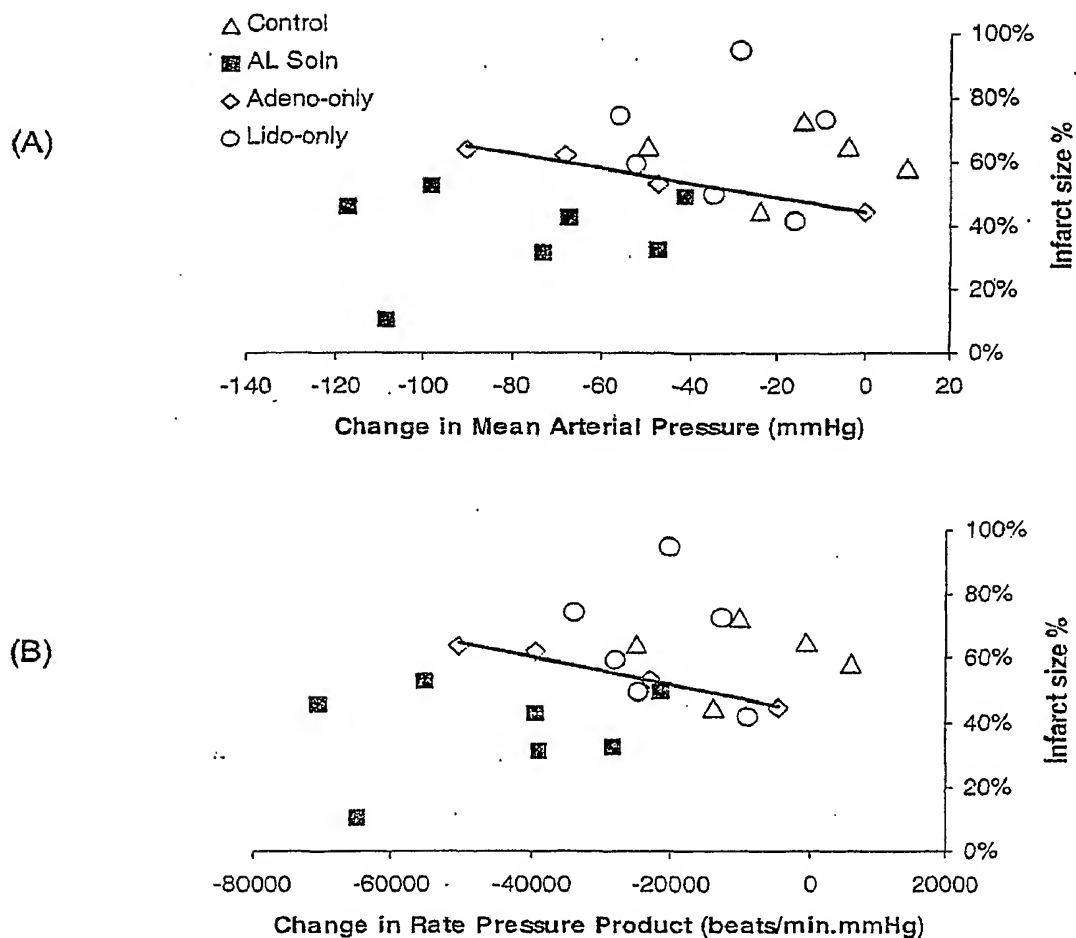 Control
AL Soln
Adeno-only
Lido-only
(A)
100%
80%
60%
40%
20%
0%
Infarct size %
-140 -120 -100 -80 -60 -40 -20 0 20
Change in Mean Arterial Pressure (mmHg)
(B)
100%
80%
60%
40%
20%
0%
Infarct size %
-80000 -60000 -40000 -20000 0 20000
Change in Rate Pressure Product (beats/min.mmHg)